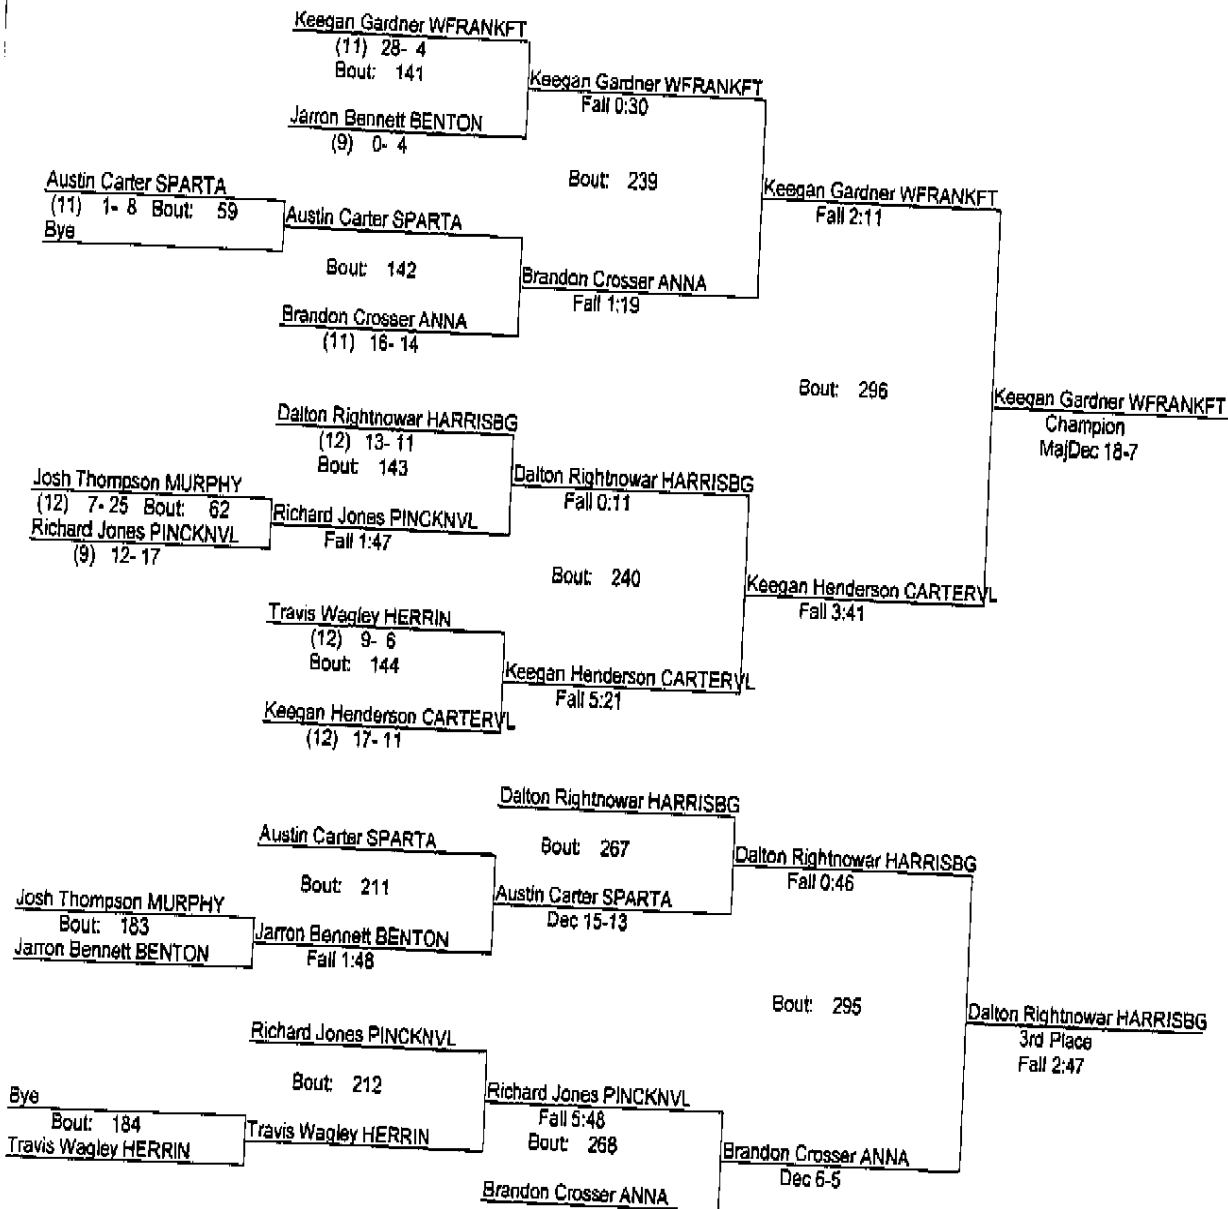 Keegan Gardner WFRANKFT
(11) 28- 4
Bout: 141
Keegan Gardner WFRANKFT
Fall 0:30
Jarron Bennett BENTON
(9) 0- 4
Bout: 239
Keegan Gardner WFRANKFT
Fall 2:11
Austin Carter SPARTA
(11) 1- 8 Bout: 59
Bye
Austin Carter SPARTA
Bout: 142
Brandon Crosser ANNA
Fall 1:19
Brandon Crosser ANNA
(11) 16- 14
Bout: 296
Keegan Gardner WFRANKFT
Champion
MajDec 18-7
Dalton Rightnowar HARRISBG
(12) 13- 11
Bout: 143
Dalton Rightnowar HARRISBG
Fall 0:11
Josh Thompson MURPHY
(12) 7- 25 Bout: 62
Richard Jones PINCKNVL
(9) 12- 17
Richard Jones PINCKNVL
Fall 1:47
Bout: 240
Keegan Henderson CARTERVL
Fall 3:41
Travis Wagley HERRIN
(12) 9- 6
Bout: 144
Keegan Henderson CARTERVL
Fall 5:21
Keegan Henderson CARTERVL
(12) 17- 11
Dalton Rightnowar HARRISBG
Austin Carter SPARTA
Bout: 267
Dalton Rightnowar HARRISBG
Fall 0:46
Bout: 211
Austin Carter SPARTA
Dec 15-13
Josh Thompson MURPHY
Bout: 183
Jarron Bennett BENTON
Jarron Bennett BENTON
Fall 1:48
Bout: 295
Dalton Rightnowar HARRISBG
3rd Place
Fall 2:47
Richard Jones PINCKNVL
Bout: 212
Richard Jones PINCKNVL
Fall 5:48
Bout: 268
Bye
Bout: 184
Travis Wagley HERRIN
Travis Wagley HERRIN
Brandon Crosser ANNA
Dec 6-5
Brandon Crosser ANNA